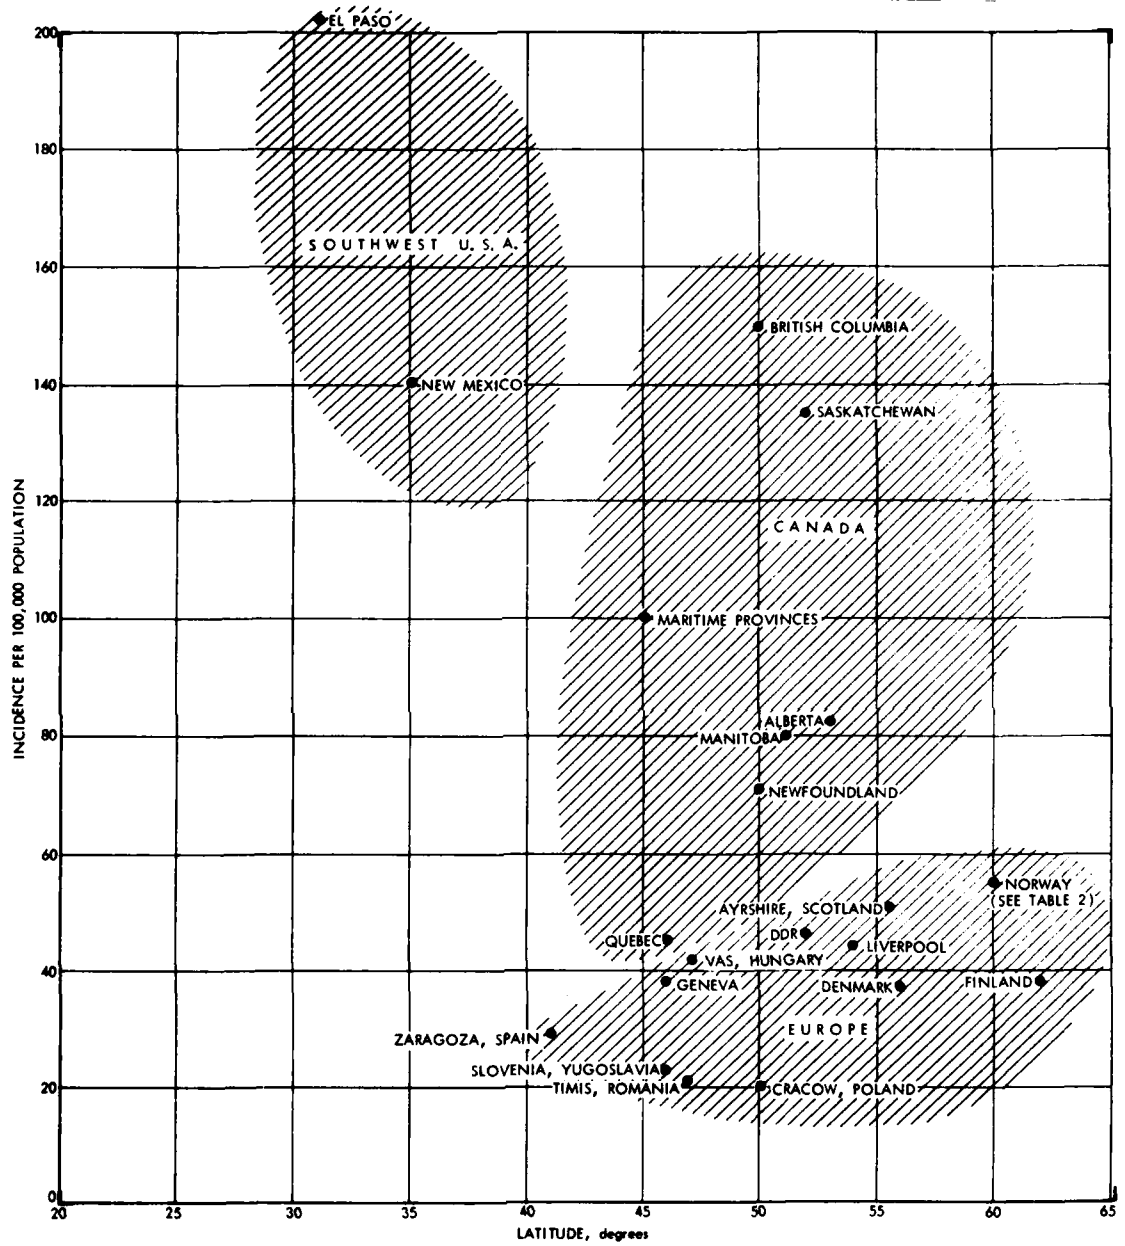 EL PASO
200
180
SOUTHWEST U.S.A.
160
BRITISH COLUMBIA
140
NEW MEXICO
SASKATCHEWAN
120
CANADA
INCIDENCE PER 100,000 POPULATION
100
MARITIME PROVINCES
ALBERTA
80
MANITOBA
NEWFOUNDLAND
60
NORWAY
(SEE TABLE 2)
AYRSHIRE, SCOTLAND
DDR
QUEBEC
LIVERPOOL
VAS, HUNGARY
40
GENEVA
DENMARK
FINLAND
EUROPE
ZARAGOZA, SPAIN
SLOVENIA, YUGOSLAVIA
20
TIMIS, ROMANIA
CRACOW, POLAND
0
20 25 30 35 40 45 50 55 60 65
LATITUDE, degrees